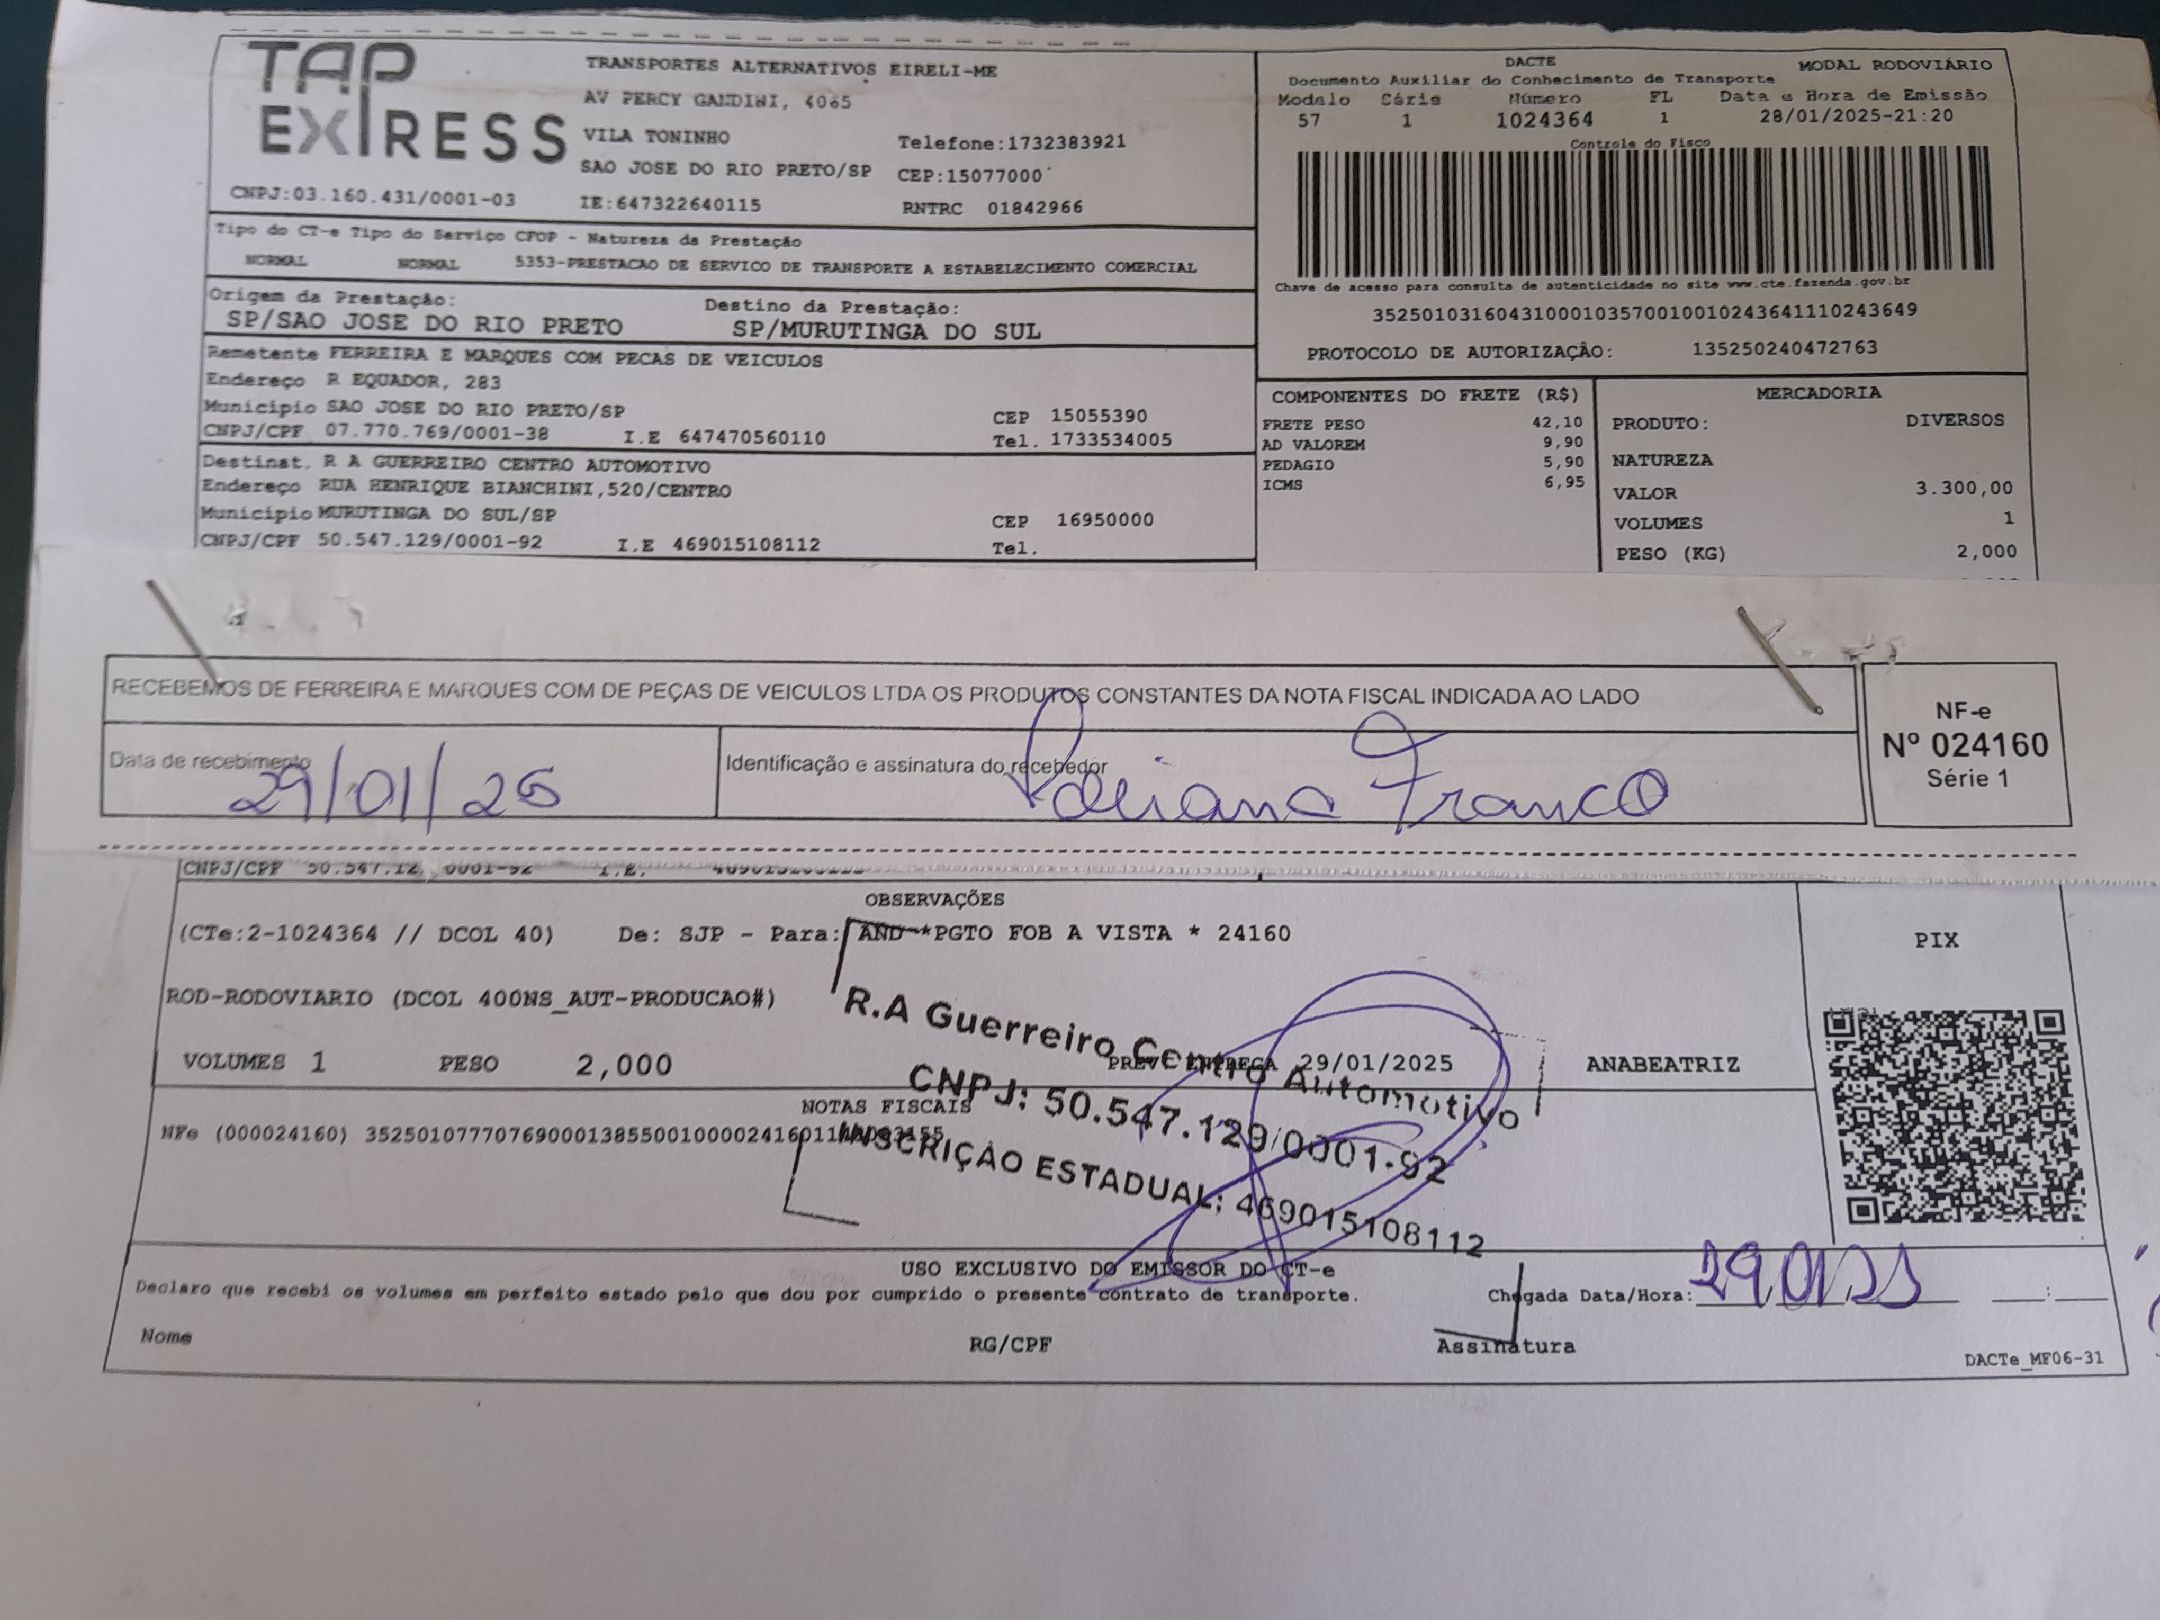 TAP
EXPRESS
TRANSPORTES ALTERNATIVOS EIRELI-ME
AV PERCY GANDINI, 4065
VILA TONINHO
Telefone:1732383921
SAO JOSE DO RIO PRETO/SP CEP:15077000
CNPJ:03.160.431/0001-03 IE:647322640115 RNTRC 01842966
DACTE MODAL RODOVIÁRIO
Documento Auxiliar do Conhecimento de Transporte
Modelo Série Número FL Data e Hora de Emissão
57 1 1024364 1 28/01/2025-21:20
Controle do Fisco
Chave de acesso para consulta de autenticidade no site www.cte.fazenda.gov.br
35250103160431000103570010010243641110243649
PROTOCOLO DE AUTORIZAÇÂO: 135250240472763
Tipo do CT-e Tipo do Serviço CFOP - Natureza da Prestação
NORMAL NORMAL 5353-PRESTACAO DE SERVICO DE TRANSPORTE A ESTABELECIMENTO COMERCIAL
Origem da Prestação: Destino da Prestação:
SP/SAO JOSE DO RIO PRETO SP/MURUTINGA DO SUL
Remetente FERREIRA E MARQUES COM PECAS DE VEICULOS
Endereço R EQUADOR, 283
Município SAO JOSE DO RIO PRETO/SP CEP 15055390
CNPJ/CPF 07.770.769/0001-38 I.E 647470560110 Tel. 1733534005
Destinat. R A GUERREIRO CENTRO AUTOMOTIVO
Endereço RUA HENRIQUE BIANCHINI,520/CENTRO
Município MURUTINGA DO SUL/SP CEP 16950000
CNPJ/CPF 50.547.129/0001-92 I.E 469015108112 Tel.
COMPONENTES DO FRETE (R$)
FRETE PESO 42,10
AD VALOREM 9,90
PEDAGIO 5,90
ICMS 6,95
MERCADORIA
PRODUTO: DIVERSOS
NATUREZA
VALOR 3.300,00
VOLUMES 1
PESO (KG) 2,000
RECEBEMOS DE FERREIRA E MARQUES COM DE PEÇAS DE VEICULOS LTDA OS PRODUTOS CONSTANTES DA NOTA FISCAL INDICADA AO LADO
Data de recebimento
29/01/25
Identificação e assinatura do recebedor
Franco
NF-e
Nº 024160
Série 1
CNPJ/CPF 50.547.12 0001-92 I.E.
OBSERVAÇÕES
(CTe:2-1024364 // DCOL 40) De: SJP - Para: AND-*PGTO FOB A VISTA * 24160
ROD-RODOVIARIO (DCOL 400NS_AUT-PRODUCAO#)
VOLUMES 1 PESO 2,000 PREV. ENTREGA 29/01/2025 ANABEATRIZ
PIX
R.A Guerreiro Centro Automotivo
CNPJ: 50.547.129/0001-92
INSCRIÇÃO ESTADUAL: 469015108112
NOTAS FISCAIS
NFe (000024160)
USO EXCLUSIVO DO EMISSOR DO CT-e
Declaro que recebi os volumes em perfeito estado pelo que dou por cumprido o presente contrato de transporte.
Chegada Data/Hora: 29/01/25 :
Nome RG/CPF Assinatura
DACTe_MF06-31